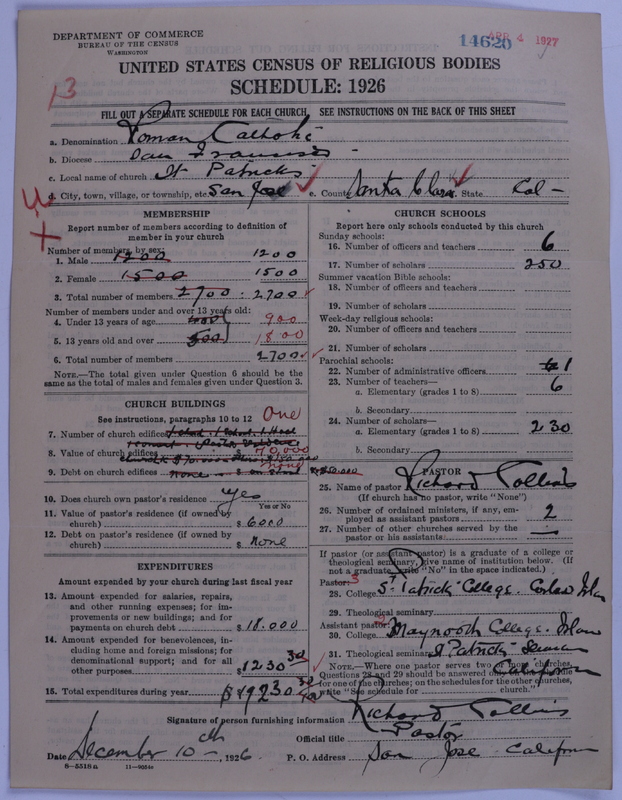 DEPARTMENT OF COMMERCE
BUREAU OF THE CENSUS
WASHINGTON
14620
APR 4 1927
UNITED STATES CENSUS OF RELIGIOUS BODIES
SCHEDULE: 1926
13
FILL OUT A SEPARATE SCHEDULE FOR EACH CHURCH. SEE INSTRUCTIONS ON THE BACK OF THIS SHEET
a. Denomination Roman Catholic
b. Diocese San Francisco
c. Local name of church St Patricks
d. City, town, village, or township, etc. San Jose e. County Santa Clara f. State Cal-
MEMBERSHIP
Report number of members according to definition of
member in your church
Number of members, by sex:
1. Male 1200 1200
2. Female 1500 1500
3. Total number of members 2700 2700
Number of members under and over 13 years old:
4. Under 13 years of age 900
5. 13 years old and over 1800
6. Total number of members 2700
NOTE.—The total given under Question 6 should be the
same as the total of males and females given under Question 3.
CHURCH BUILDINGS
See instructions, paragraphs 10 to 12
One
7. Number of church edifices
8. Value of church edifices $ 70,000
9. Debt on church edifices none
10. Does church own pastor's residence yes
Yes or No
11. Value of pastor's residence (if owned by
church) $ 6000
12. Debt on pastor's residence (if owned by
church) $ None
EXPENDITURES
Amount expended by your church during last fiscal year
13. Amount expended for salaries, repairs,
and other running expenses; for im-
provements or new buildings; and for
payments on church debt $ 18.000
14. Amount expended for benevolences, in-
cluding home and foreign missions; for
denominational support; and for all
other purposes $ 1230 30
15. Total expenditures during year $ 19230
CHURCH SCHOOLS
Report here only schools conducted by this church
Sunday schools:
16. Number of officers and teachers 6
17. Number of scholars 250
Summer vacation Bible schools:
18. Number of officers and teachers
19. Number of scholars
Week-day religious schools:
20. Number of officers and teachers
21. Number of scholars
Parochial schools:
22. Number of administrative officers 1
23. Number of teachers—
a. Elementary (grades 1 to 8) 6
b. Secondary
24. Number of scholars—
a. Elementary (grades 1 to 8) 230
b. Secondary
PASTOR
25. Name of pastor Richard Collins
(If church has no pastor, write "None")
26. Number of ordained ministers, if any, em-
ployed as assistant pastors 2
27. Number of other churches served by the
pastor or his assistants —
If pastor (or assistant pastor) is a graduate of a college or
theological seminary, give name of institution below. (If
not a graduate, write "No" in the space indicated.)
Pastor: 3
28. College St Patrick College. Carlow
29. Theological seminary
Assistant pastor:
30. College Maynooth College.
31. Theological seminary St Patricks
California
NOTE.—Where one pastor serves two or more churches,
Questions 28 and 29 should be answered only on the schedule
for one of the churches; on the schedules for the other churches,
write "See schedule for church."
Signature of person furnishing information Richard Collins
Official title Pastor
Date December 10th, 1926 P. O. Address San Jose California
8—5518a 11—9054a